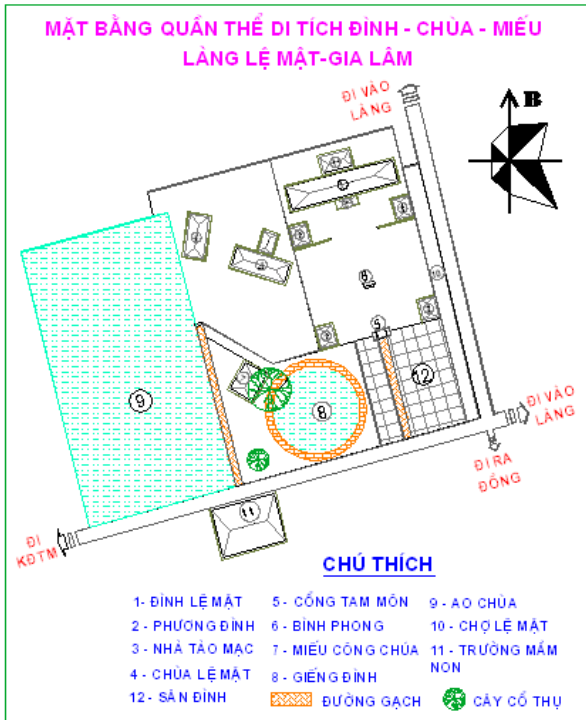 MẶT BẰNG QUẦN THỂ DI TÍCH ĐÌNH - CHÙA - MIẾU
LÀNG LỆ MẬT-GIA LÂM
ĐI VÀO
LÀNG
B
9
8
12
11
10
5
6
ĐI VÀO
LÀNG
ĐI RA
ĐỒNG
ĐI
KĐTM
CHÚ THÍCH
1- ĐÌNH LỆ MẬT
2 - PHƯƠNG ĐÌNH
3 - NHÀ TẢO MẠC
4 - CHÙA LỆ MẬT
12 - SÂN ĐÌNH
5 - CỔNG TAM MÔN
6 - BÌNH PHONG
7 - MIẾU CÔNG CHÚA
8 - GIẾNG ĐÌNH
ĐƯỜNG GẠCH
9 - AO CHÙA
10 - CHỢ LỆ MẬT
11 - TRƯỜNG MẦM
NON
CÂY CỔ THỤ